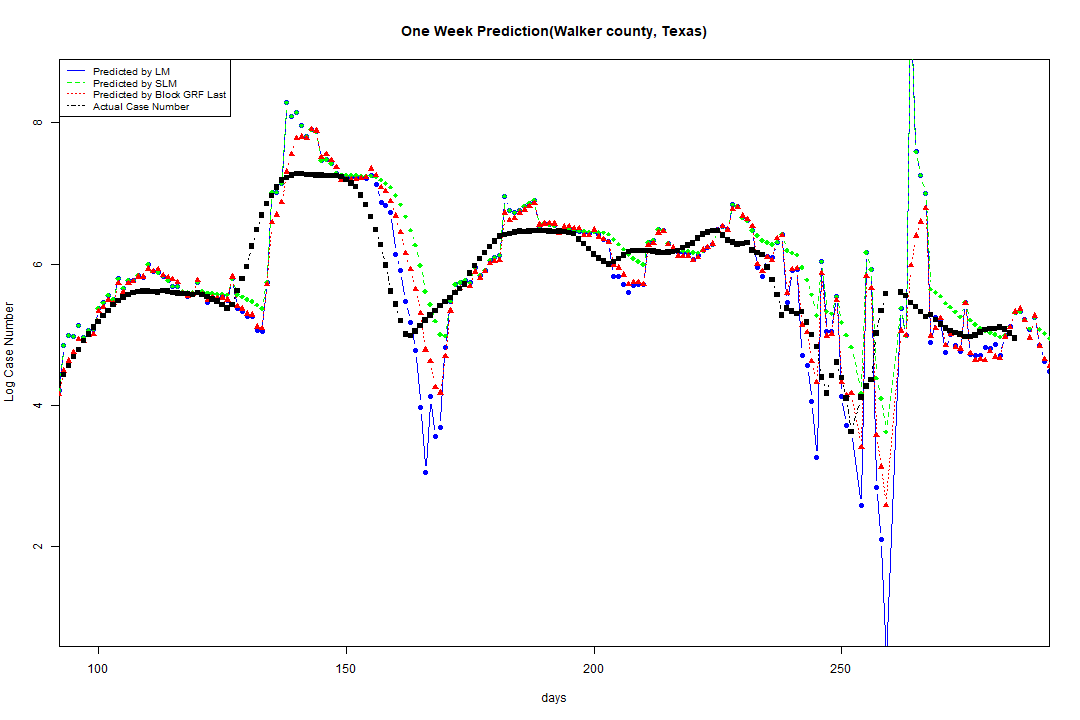 One Week Prediction(Walker county, Texas)
Predicted by LM
Predicted by SLM
Predicted by Block GRF Last
Actual Case Number
8
6
4
2
Log Case Number
100 150 200 250
days